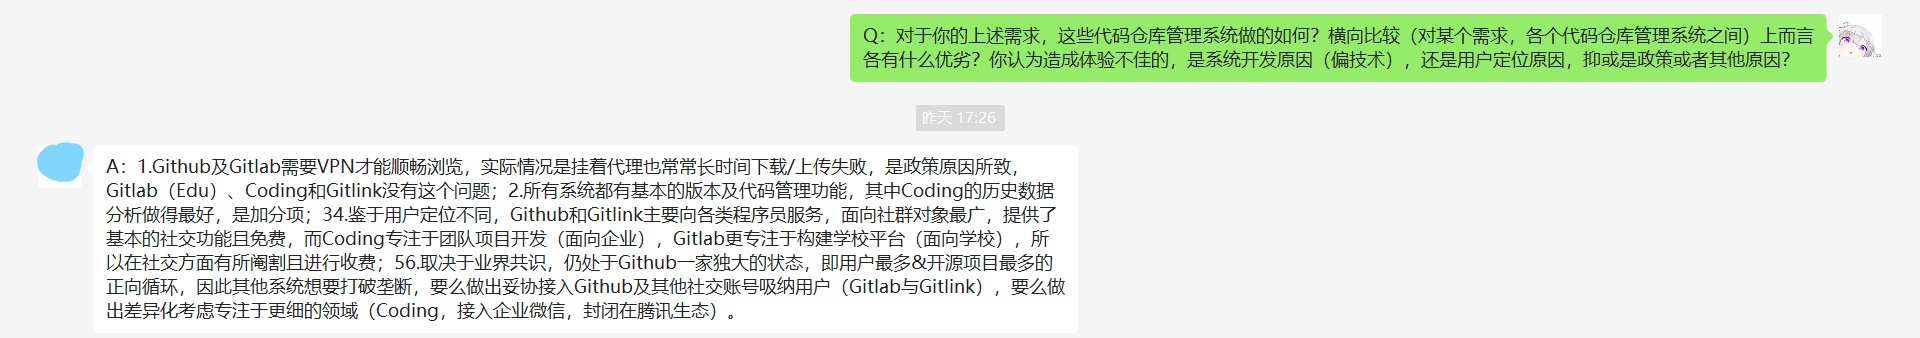 Q：对于你的上述需求，这些代码仓库管理系统做的如何？横向比较（对某个需求，各个代码仓库管理系统之间）上而言
各有什么优劣？你认为造成体验不佳的，是系统开发原因（偏技术），还是用户定位原因，抑或是政策或者其他原因？
昨天 17:26
A：1.Github及Gitlab需要VPN才能顺畅浏览，实际情况是挂着代理也常常长时间下载/上传失败，是政策原因所致，
Gitlab（Edu）、Coding和Gitlink没有这个问题；2.所有系统都有基本的版本及代码管理功能，其中Coding的历史数据
分析做得最好，是加分项；34.鉴于用户定位不同，Github和Gitlink主要向各类程序员服务，面向社群对象最广，提供了
基本的社交功能且免费，而Coding专注于团队项目开发（面向企业），Gitlab更专注于构建学校平台（面向学校），所
以在社交方面有所阉割且进行收费；56.取决于业界共识，仍处于Github一家独大的状态，即用户最多&开源项目最多的
正向循环，因此其他系统想要打破垄断，要么做出妥协接入Github及其他社交账号吸纳用户（Gitlab与Gitlink），要么做
出差异化考虑专注于更细的领域（Coding，接入企业微信，封闭在腾讯生态）。